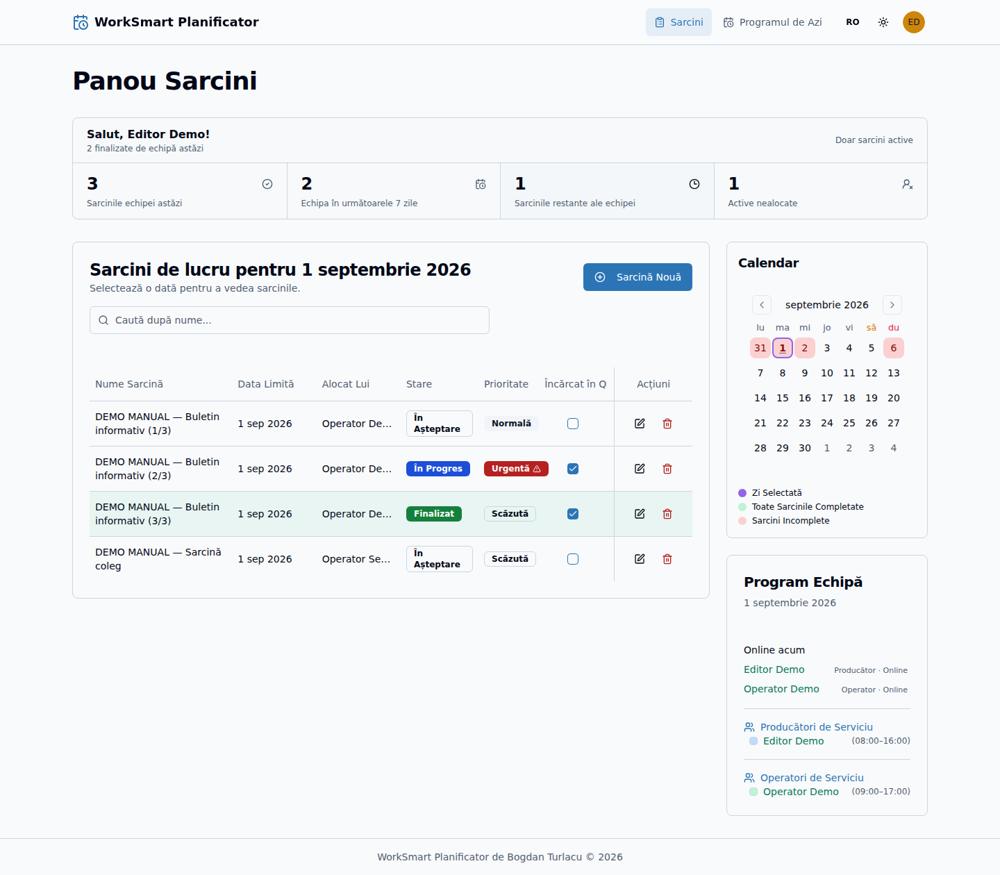 WorkSmart Planificator
Sarcini
Programul de Azi
RO
ED
Panou Sarcini
Salut, Editor Demo!
2 finalizate de echipă astăzi
Doar sarcini active
3
Sarcinile echipei astăzi
2
Echipa în următoarele 7 zile
1
Sarcinile restante ale echipei
1
Active nealocate
Sarcini de lucru pentru 1 septembrie 2026
Selectează o dată pentru a vedea sarcinile.
Sarcină Nouă
Caută după nume...
Nume Sarcină Data Limită Alocat Lui Stare Prioritate Încărcat în Q Acțiuni
DEMO MANUAL — Buletin
informativ (1/3)
1 sep 2026
Operator De...
În
Așteptare
Normală
DEMO MANUAL — Buletin
informativ (2/3)
1 sep 2026
Operator De...
În Progres
Urgentă
DEMO MANUAL — Buletin
informativ (3/3)
1 sep 2026
Operator De...
Finalizat
Scăzută
DEMO MANUAL — Sarcină
coleg
1 sep 2026
Operator Se...
În
Așteptare
Scăzută
Calendar
septembrie 2026
lu ma mi jo vi sâ du
31 1 2 3 4 5 6
7 8 9 10 11 12 13
14 15 16 17 18 19 20
21 22 23 24 25 26 27
28 29 30 1 2 3 4
Zi Selectată
Toate Sarcinile Completate
Sarcini Incomplete
Program Echipă
1 septembrie 2026
Online acum
Editor Demo Producător · Online
Operator Demo Operator · Online
Producători de Serviciu
Editor Demo (08:00–16:00)
Operatori de Serviciu
Operator Demo (09:00–17:00)
WorkSmart Planificator de Bogdan Turlacu © 2026